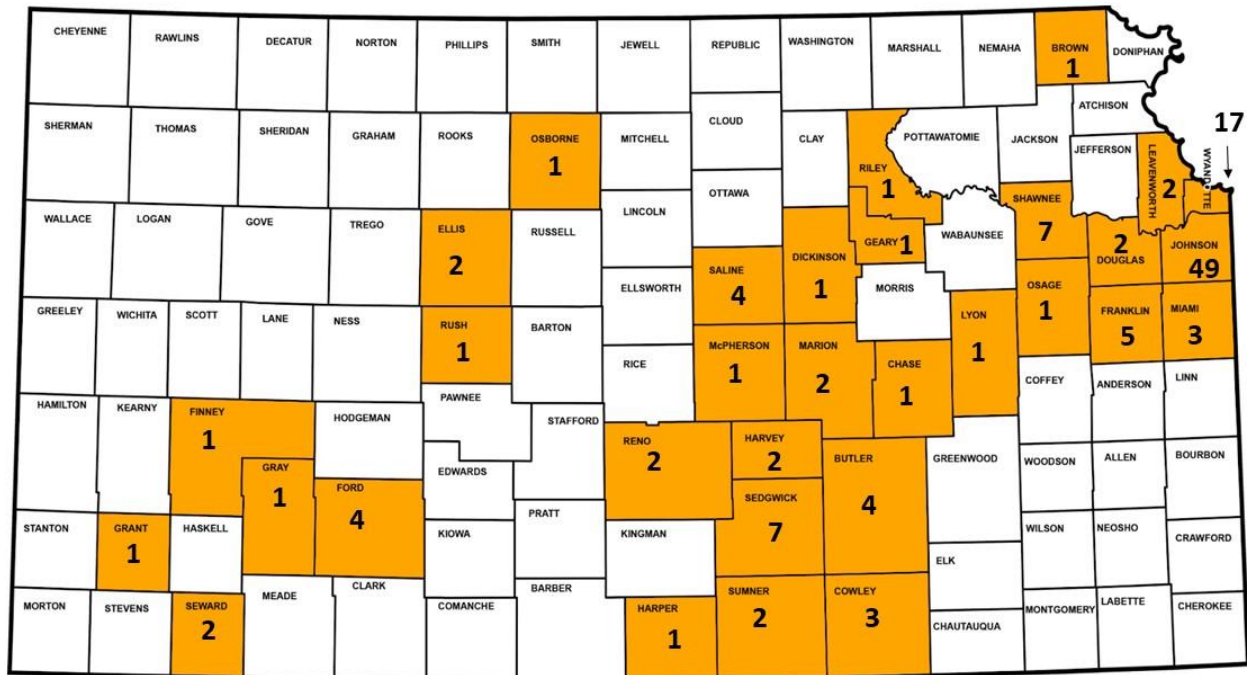 CHEYENNE
RAWLINS
DECATUR
NORTON
PHILLIPS
SMITH
JEWELL
REPUBLIC
WASHINGTON
MARSHALL
NEMAHA
BROWN
1
DONIPHAN
SHERMAN
THOMAS
SHERIDAN
GRAHAM
ROOKS
OSBORNE
1
MITCHELL
CLOUD
CLAY
RILEY
1
POTTAWATOMIE
JACKSON
ATCHISON
JEFFERSON
LEAVENWORTH
2
WYANDOTTE
17
WALLACE
LOGAN
GOVE
TREGO
ELLIS
2
RUSSELL
LINCOLN
OTTAWA
SALINE
4
DICKINSON
1
GEARY 1
WABAUNSEE
SHAWNEE
7
2
DOUGLAS
JOHNSON
49
GREELEY
WICHITA
SCOTT
LANE
NESS
RUSH
1
BARTON
ELLSWORTH
RICE
McPHERSON
1
MARION
2
MORRIS
CHASE
1
LYON
1
OSAGE
1
FRANKLIN
5
MIAMI
3
HAMILTON
KEARNY
FINNEY
1
HODGEMAN
PAWNEE
STAFFORD
RENO
2
HARVEY
2
BUTLER
4
GREENWOOD
COFFEY
ANDERSON
LINN
GRAY
1
FORD
4
EDWARDS
PRATT
SEDGWICK
7
WOODSON
ALLEN
BOURBON
STANTON
GRANT
1
HASKELL
KIOWA
KINGMAN
ELK
WILSON
NEOSHO
CRAWFORD
MORTON
STEVENS
SEWARD
2
MEADE
CLARK
COMANCHE
BARBER
HARPER
1
SUMNER
2
COWLEY
3
CHAUTAUQUA
MONTGOMERY
LABETTE
CHEROKEE